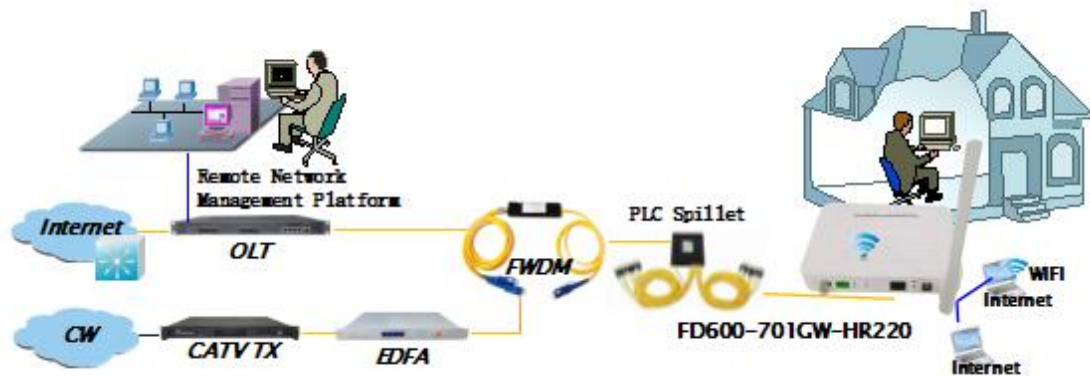 Remote Network
Management Platform
Internet
OLT
FWDM
PLC Spillet
CW
CATV TX
EDFA
FD600-701GW-HR220
WIFI
Internet
Internet